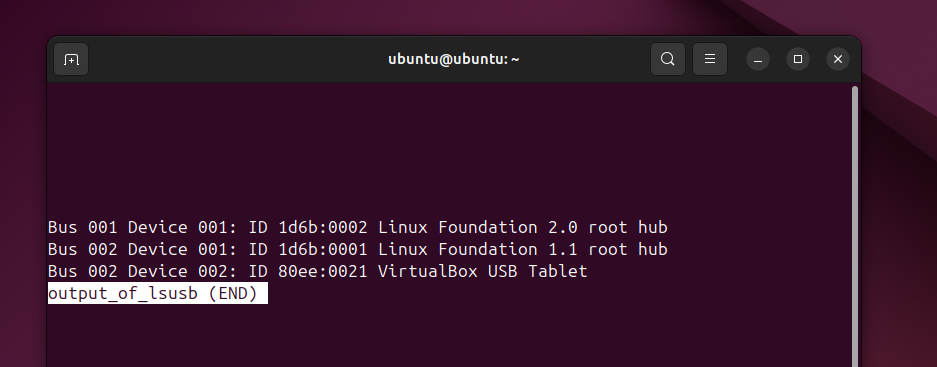 ubuntu@ubuntu: ~
Bus 001 Device 001: ID 1d6b:0002 Linux Foundation 2.0 root hub
Bus 002 Device 001: ID 1d6b:0001 Linux Foundation 1.1 root hub
Bus 002 Device 002: ID 80ee:0021 VirtualBox USB Tablet
output_of_lsusb (END)